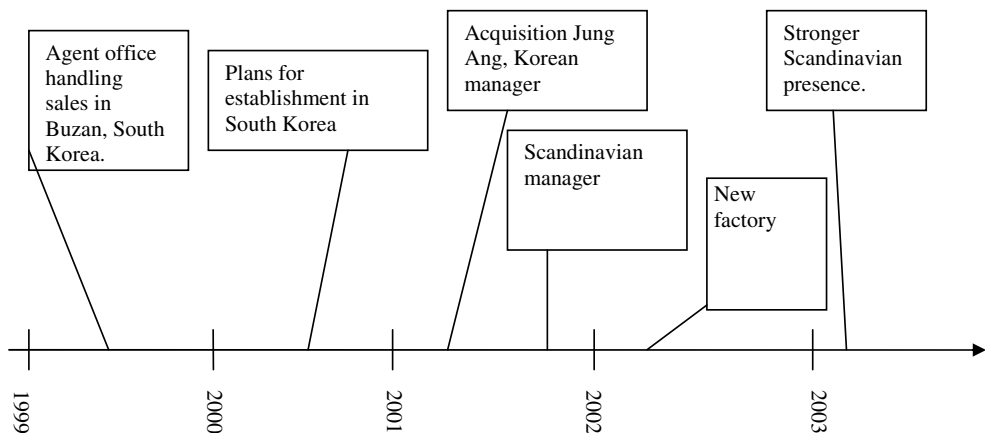 Agent office
handling
sales in
Buzan, South
Korea.
Plans for
establishment in
South Korea
Acquisition Jung
Ang, Korean
manager
Scandinavian
manager
New
factory
Stronger
Scandinavian
presence.
1999
2000
2001
2002
2003